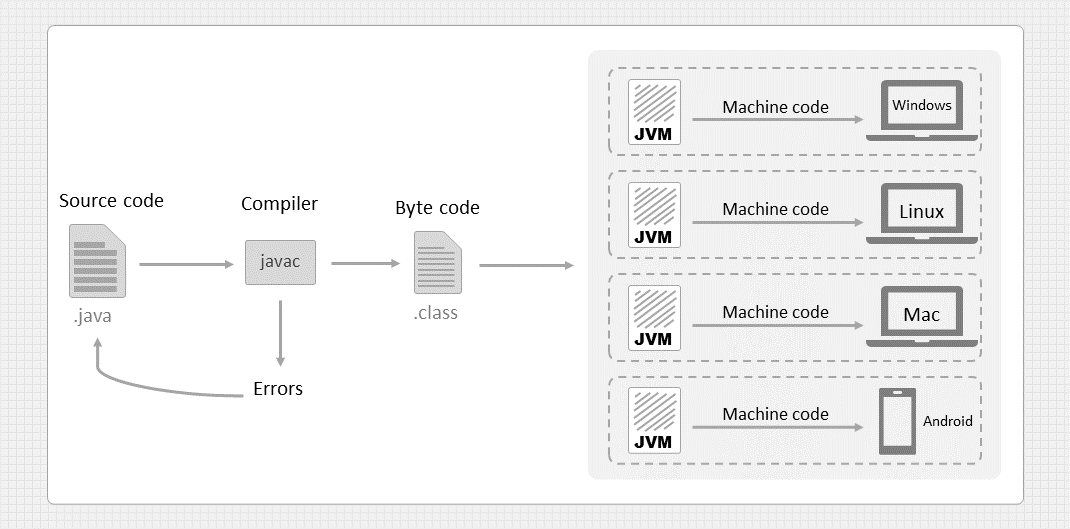 Source code
.java
Compiler
javac
Errors
Byte code
.class
JVM
Machine code
Windows
JVM
Machine code
Linux
JVM
Machine code
Mac
JVM
Machine code
Android